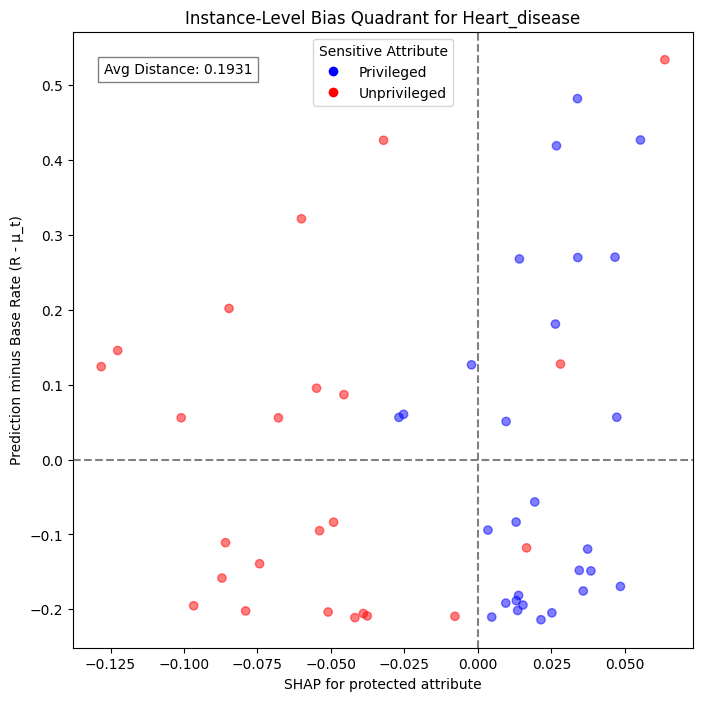 Instance-Level Bias Quadrant for Heart_disease
Avg Distance: 0.1931
Sensitive Attribute
Privileged
Unprivileged
Prediction minus Base Rate (R - μ_t)
0.5
0.4
0.3
0.2
0.1
0.0
−0.1
−0.2
−0.125
−0.100
−0.075
−0.050
−0.025
0.000
0.025
0.050
SHAP for protected attribute